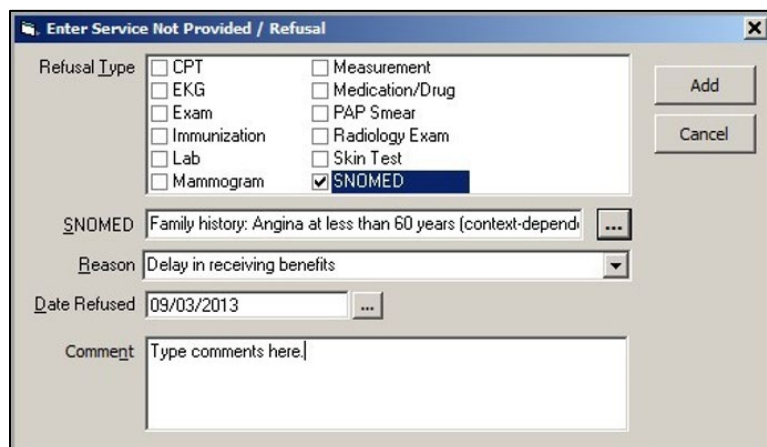 Enter Service Not Provided / Refusal
Refusal Type
CPT
Measurement
EKG
Medication/Drug
Exam
PAP Smear
Immunization
Radiology Exam
Lab
Skin Test
Mammogram
SNOMED
Add
Cancel
SNOMED Family history: Angina at less than 60 years (context-depend ...
Reason Delay in receiving benefits
Date Refused 09/03/2013 ...
Comment Type comments here.